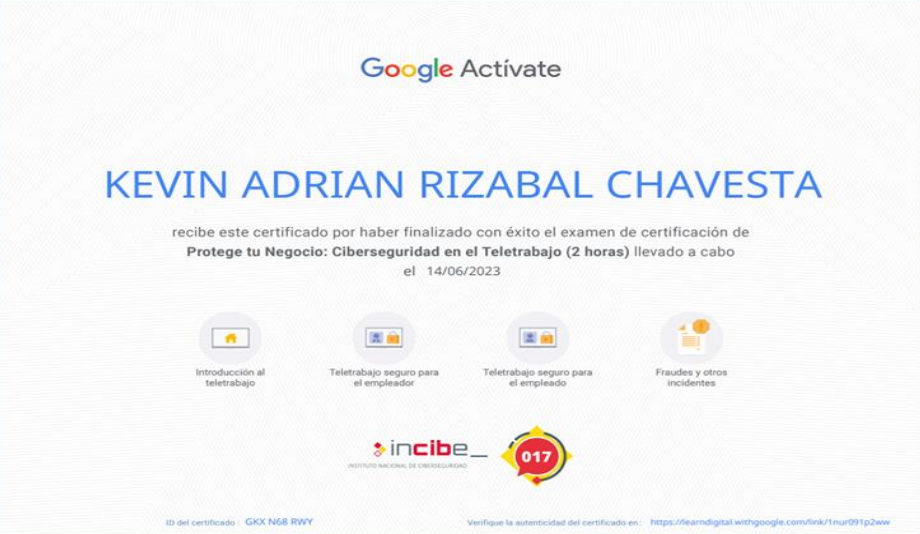 Google Actívate
KEVIN ADRIAN RIZABAL CHAVESTA
recibe este certificado por haber finalizado con éxito el examen de certificación de
Protege tu Negocio: Ciberseguridad en el Teletrabajo (2 horas) llevado a cabo
el 14/06/2023
Introducción al
teletrabajo
Teletrabajo seguro para
el empleador
Teletrabajo seguro para
el empleado
Fraudes y otros
incidentes
incibe_
INSTITUTO NACIONAL DE CIBERSEGURIDAD
017
ID del certificado : GKX N68 RWY
Verifique la autenticidad del certificado en : https://learndigital.withgoogle.com/link/1nur091p2ww